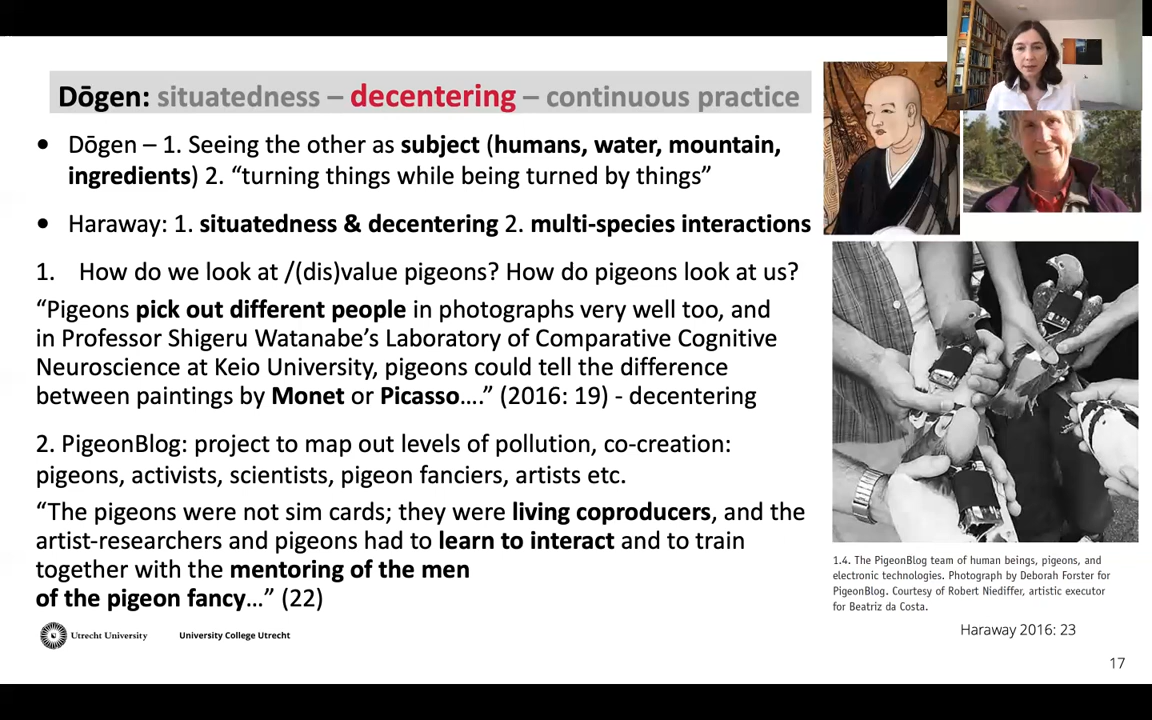 Dōgen: situatedness – decentering – continuous practice
• Dōgen – 1. Seeing the other as subject (humans, water, mountain,
ingredients) 2. “turning things while being turned by things”
• Haraway: 1. situatedness & decentering 2. multi-species interactions
1. How do we look at /(dis)value pigeons? How do pigeons look at us?
“Pigeons pick out different people in photographs very well too, and
in Professor Shigeru Watanabe’s Laboratory of Comparative Cognitive
Neuroscience at Keio University, pigeons could tell the difference
between paintings by Monet or Picasso....” (2016: 19) - decentering
2. PigeonBlog: project to map out levels of pollution, co-creation:
pigeons, activists, scientists, pigeon fanciers, artists etc.
“The pigeons were not sim cards; they were living coproducers, and the
artist-researchers and pigeons had to learn to interact and to train
together with the mentoring of the men
of the pigeon fancy…” (22)
1.4. The PigeonBlog team of human beings, pigeons, and
electronic technologies. Photograph by Deborah Forster for
PigeonBlog. Courtesy of Robert Niediffer, artistic executor
for Beatriz da Costa.
Haraway 2016: 23
Utrecht University
University College Utrecht
17